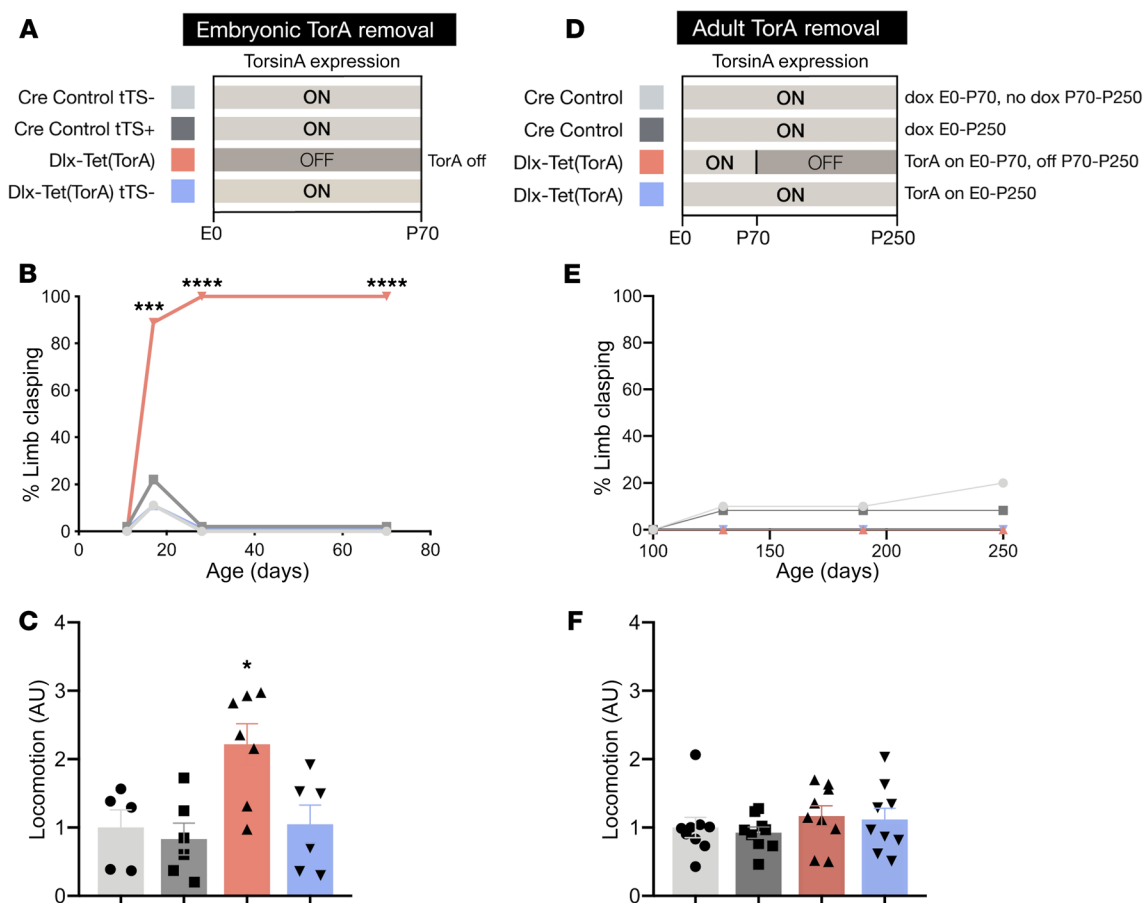 A
Embryonic TorA removal
TorsinA expression
Cre Control tTS-
ON
Cre Control tTS+
ON
Dlx-Tet(TorA)
OFF
TorA off
Dlx-Tet(TorA) tTS-
ON
E0
P70
D
Adult TorA removal
TorsinA expression
Cre Control
ON
dox E0-P70, no dox P70-P250
Cre Control
ON
dox E0-P250
Dlx-Tet(TorA)
ON
OFF
TorA on E0-P70, off P70-P250
Dlx-Tet(TorA)
ON
TorA on E0-P250
E0
P70
P250
B
% Limb clasping
100
80
60
40
20
0
***
****
****
0
20
40
60
80
Age (days)
E
% Limb clasping
100
80
60
40
20
0
100
150
200
250
Age (days)
C
Locomotion (AU)
4
3
2
1
0
*
F
Locomotion (AU)
4
3
2
1
0